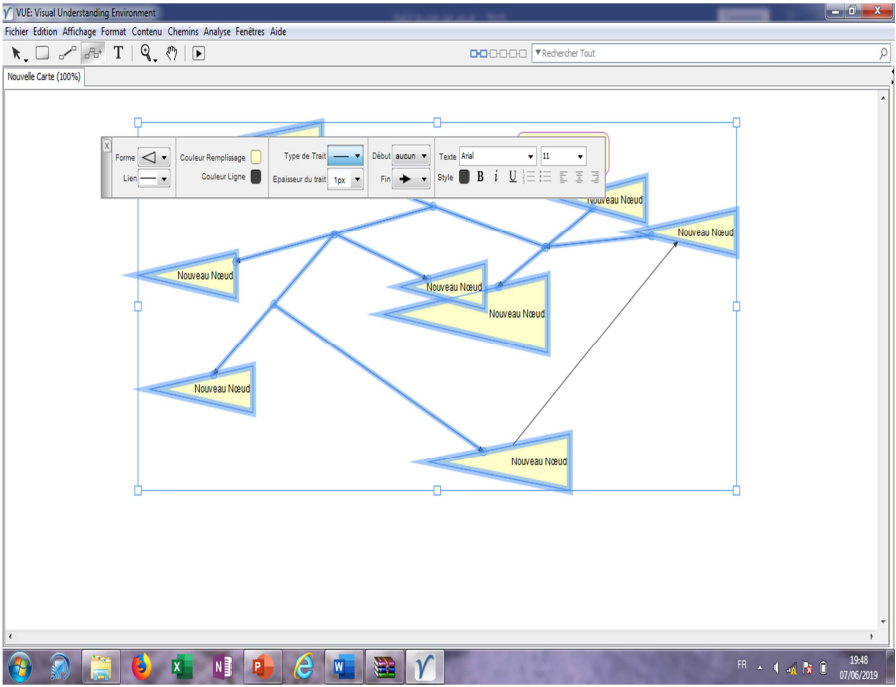 VUE: Visual Understanding Environment
Fichier Edition Affichage Format Contenu Chemins Analyse Fenêtres Aide
T
Rechercher Tout
Nouvelle Carte (100%)
Forme
Couleur Remplissage
Type de Trait
Début aucun
Texte Arial
11
Lien
Couleur Ligne
Epaisseur du trait 1px
Fin
Style B i U
Nouveau Nœud
Nouveau Nœud
Nouveau Nœud
Nouveau Nœud
Nouveau Nœud
Nouveau Nœud
Nouveau Nœud
FR
19:48
07/06/2019